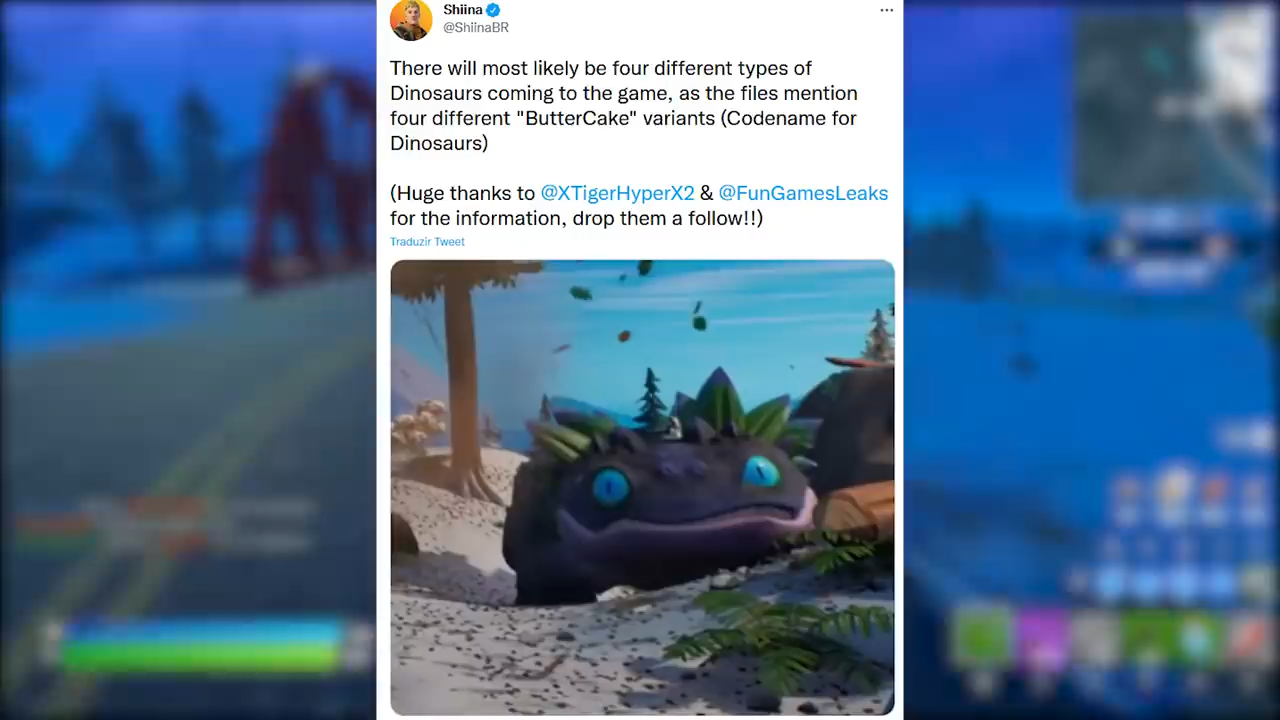 Shiina
@ShiinaBR
There will most likely be four different types of
Dinosaurs coming to the game, as the files mention
four different "ButterCake" variants (Codename for
Dinosaurs)
(Huge thanks to @XTigerHyperX2 & @FunGamesLeaks
for the information, drop them a follow!!)
Traduzir Tweet